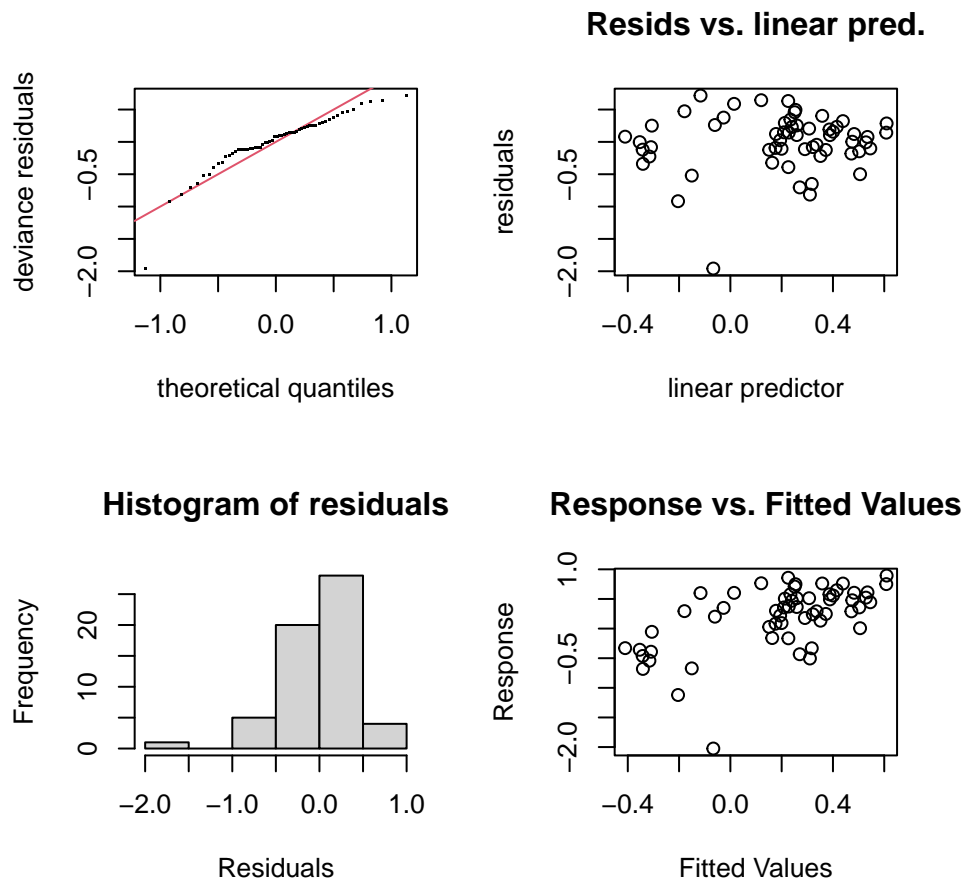 deviance residuals
−0.5
−2.0
−1.0
0.0
1.0
theoretical quantiles
Resids vs. linear pred.
residuals
−0.5
−2.0
−0.4
0.0
0.4
linear predictor
Histogram of residuals
Frequency
20
10
0
−2.0
−1.0
0.0
1.0
Residuals
Response vs. Fitted Values
Response
1.0
−0.5
−2.0
−0.4
0.0
0.4
Fitted Values